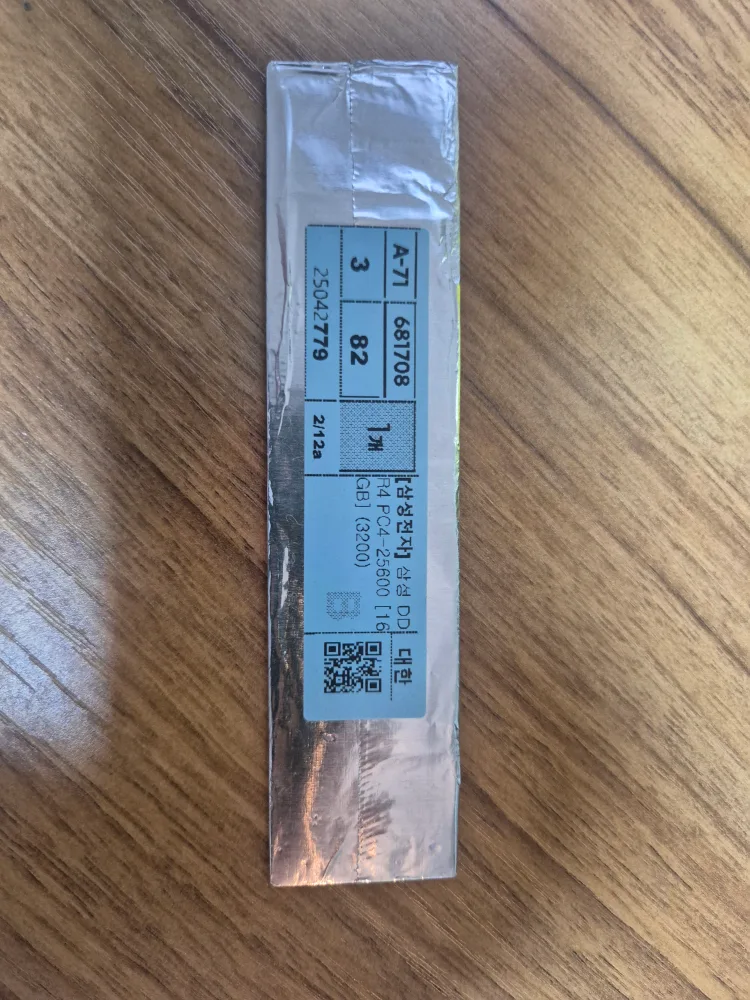 A-71 681708
3 82
25042779
1개
2/12a
[삼성전자] 삼성 DD
R4 PC4-25600 [16
GB] (3200)
B
대한